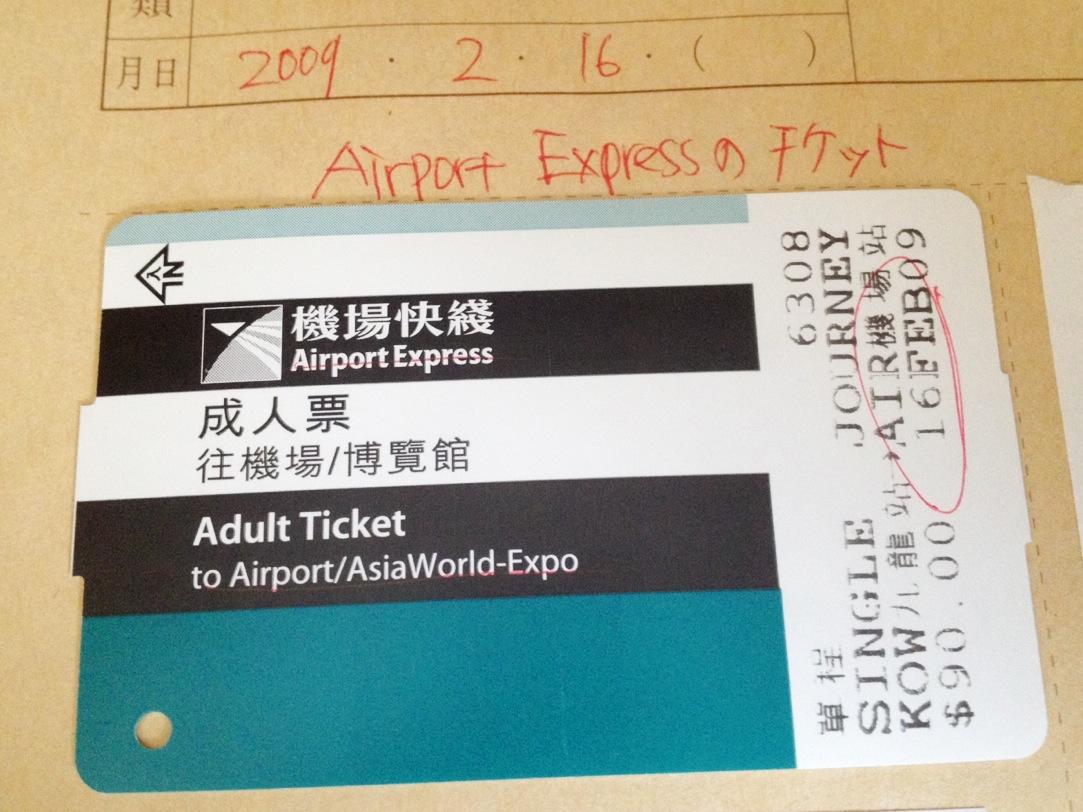 類
月日 2009 · 2 · 16 · ( )
Airport Expressのチケット
入 IN
機場快綫
Airport Express
成人票
往機場/博覽館
Adult Ticket
to Airport/AsiaWorld-Expo
6308
單程
SINGLE JOURNEY
KOW九龍站→AIR機場站
$90.00 16FEB09